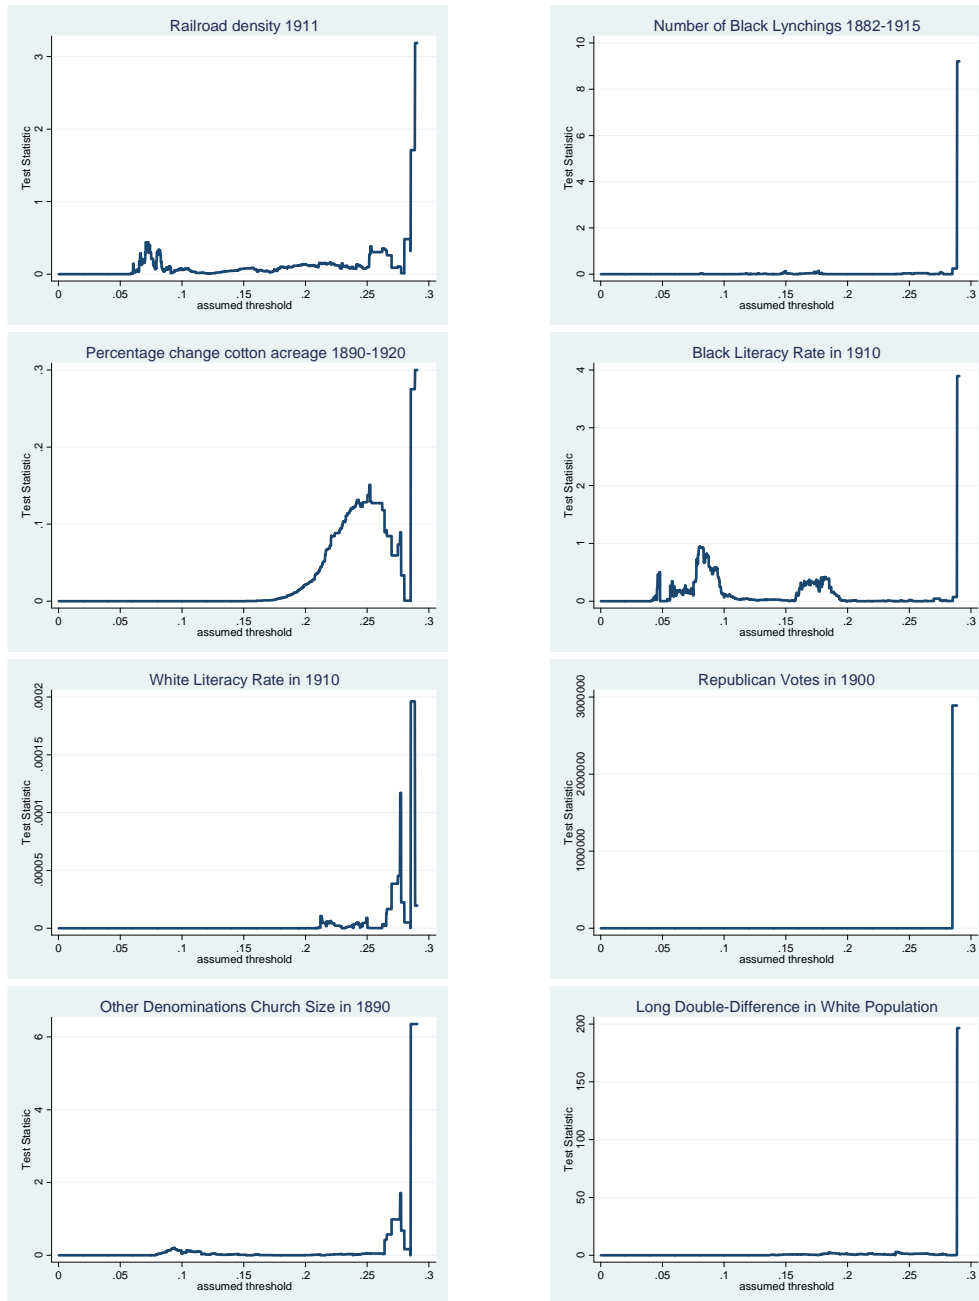 Railroad density 1911
Test Statistic
0 1 2 3
0 .05 .1 .15 .2 .25 .3
assumed threshold
Number of Black Lynchings 1882-1915
Test Statistic
0 2 4 6 8 10
0 .05 .1 .15 .2 .25 .3
assumed threshold
Percentage change cotton acreage 1890-1920
Test Statistic
0 .1 .2 .3
0 .05 .1 .15 .2 .25 .3
assumed threshold
Black Literacy Rate in 1910
Test Statistic
0 1 2 3 4
0 .05 .1 .15 .2 .25 .3
assumed threshold
White Literacy Rate in 1910
Test Statistic
0 .00005 .0001 .00015 .0002
0 .05 .1 .15 .2 .25 .3
assumed threshold
Republican Votes in 1900
Test Statistic
0 1000000 2000000 3000000
0 .05 .1 .15 .2 .25 .3
assumed threshold
Other Denominations Church Size in 1890
Test Statisic
0 2 4 6
0 .05 .1 .15 .2 .25 .3
assumed threshold
Long Double-Difference in White Population
Test Statistic
0 50 100 150 200
0 .05 .1 .15 .2 .25 .3
assumed threshold